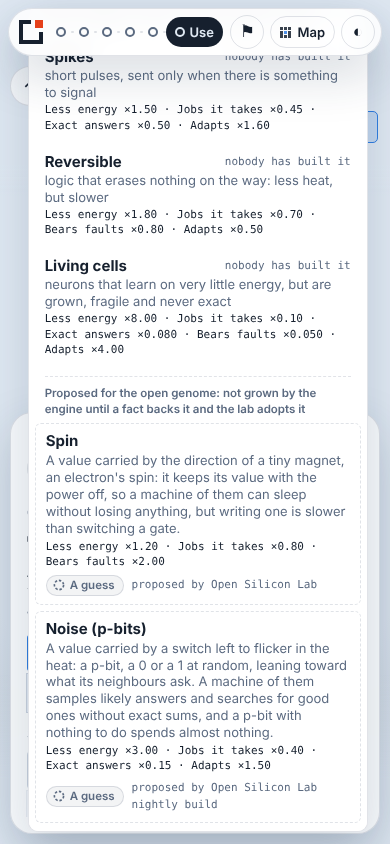 Use
Map
Spikes
nobody has built it
short pulses, sent only when there is something
to signal
Less energy ×1.50 · Jobs it takes ×0.45 ·
Exact answers ×0.50 · Adapts ×1.60
Reversible
nobody has built it
logic that erases nothing on the way: less heat,
but slower
Less energy ×1.80 · Jobs it takes ×0.70 ·
Bears faults ×0.80 · Adapts ×0.50
Living cells
nobody has built it
neurons that learn on very little energy, but are
grown, fragile and never exact
Less energy ×8.00 · Jobs it takes ×0.10 ·
Exact answers ×0.080 · Bears faults ×0.050 ·
Adapts ×4.00
Proposed for the open genome: not grown by the
engine until a fact backs it and the lab adopts it
Spin
A value carried by the direction of a tiny magnet,
an electron's spin: it keeps its value with the
power off, so a machine of them can sleep
without losing anything, but writing one is slower
than switching a gate.
Less energy ×1.20 · Jobs it takes ×0.80 ·
Bears faults ×2.00
A guess
proposed by Open Silicon Lab
Noise (p-bits)
A value carried by a switch left to flicker in the
heat: a p-bit, a 0 or a 1 at random, leaning toward
what its neighbours ask. A machine of them
samples likely answers and searches for good
ones without exact sums, and a p-bit with
nothing to do spends almost nothing.
Less energy ×3.00 · Jobs it takes ×0.40 ·
Exact answers ×0.15 · Adapts ×1.50
A guess
proposed by Open Silicon Lab
nightly build